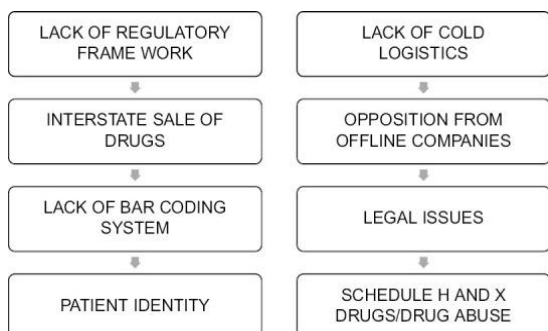 LACK OF REGULATORY
FRAME WORK
INTERSTATE SALE OF
DRUGS
LACK OF BAR CODING
SYSTEM
PATIENT IDENTITY
LACK OF COLD
LOGISTICS
OPPOSITION FROM
OFFLINE COMPANIES
LEGAL ISSUES
SCHEDULE H AND X
DRUGS/DRUG ABUSE